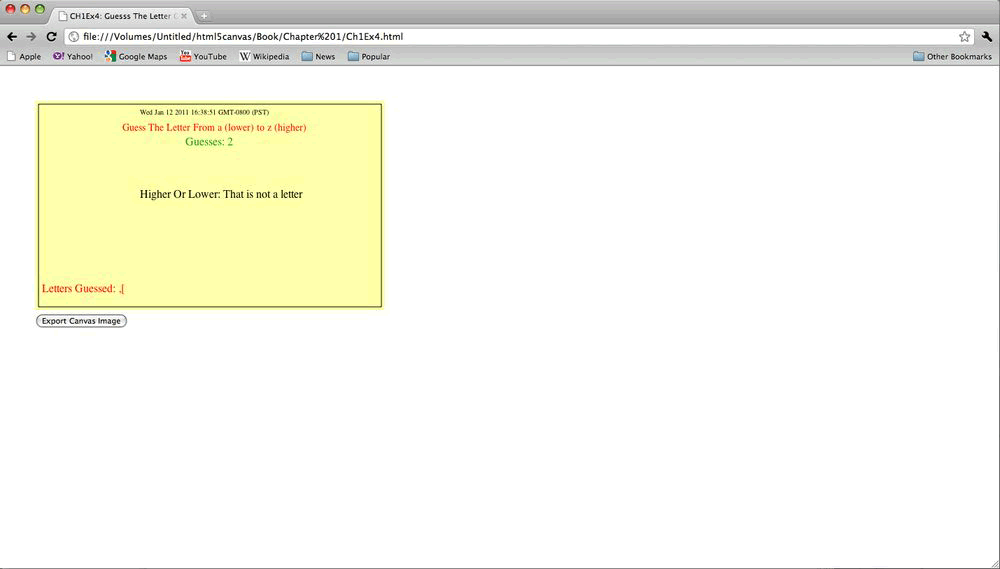 CH1Ex4: Guesss The Letter
file:///Volumes/Untitled/html5canvas/Book/Chapter%201/Ch1Ex4.html
Apple Yahoo! Google Maps YouTube Wikipedia News Popular Other Bookmarks
Wed Jan 12 2011 16:38:51 GMT-0800 (PST)
Guess The Letter From a (lower) to z (higher)
Guesses: 2
Higher Or Lower: That is not a letter
Letters Guessed: ,[
Export Canvas Image